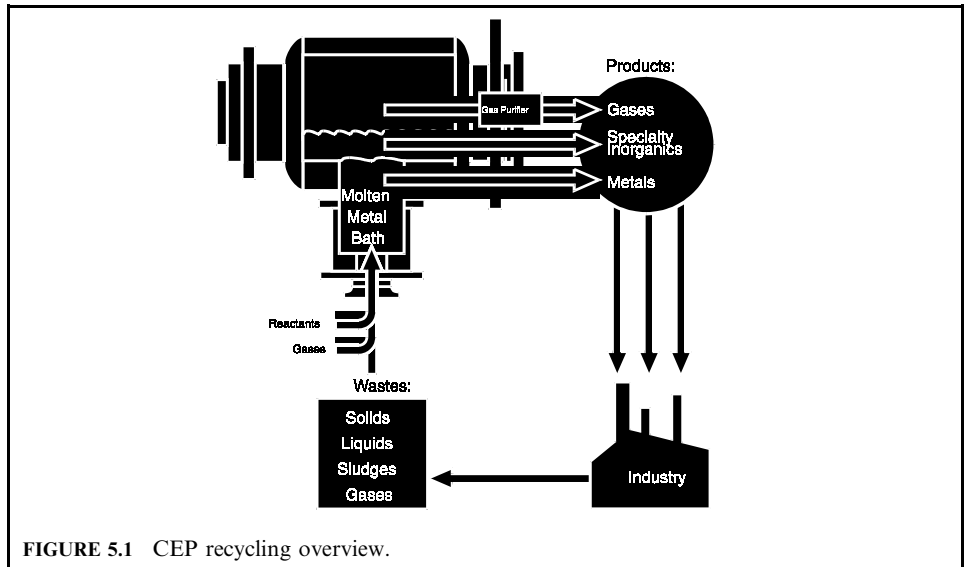 Products:
Gas Purifier
Gases
Specialty
Inorganics
Metals
Molten
Metal
Bath
Reactants
Gases
Wastes:
Solids
Liquids
Sludges
Gases
Industry
FIGURE 5.1 CEP recycling overview.